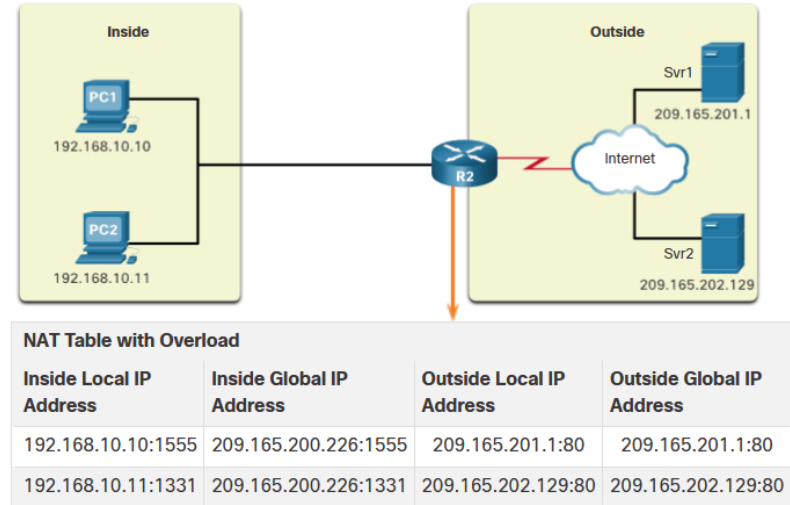 Inside
Outside
PC1
192.168.10.10
Svr1
209.165.201.1
Internet
R2
PC2
192.168.10.11
Svr2
209.165.202.129
NAT Table with Overload
Inside Local IP Address
Inside Global IP Address
Outside Local IP Address
Outside Global IP Address
192.168.10.10:1555 209.165.200.226:1555 209.165.201.1:80 209.165.201.1:80
192.168.10.11:1331 209.165.200.226:1331 209.165.202.129:80 209.165.202.129:80